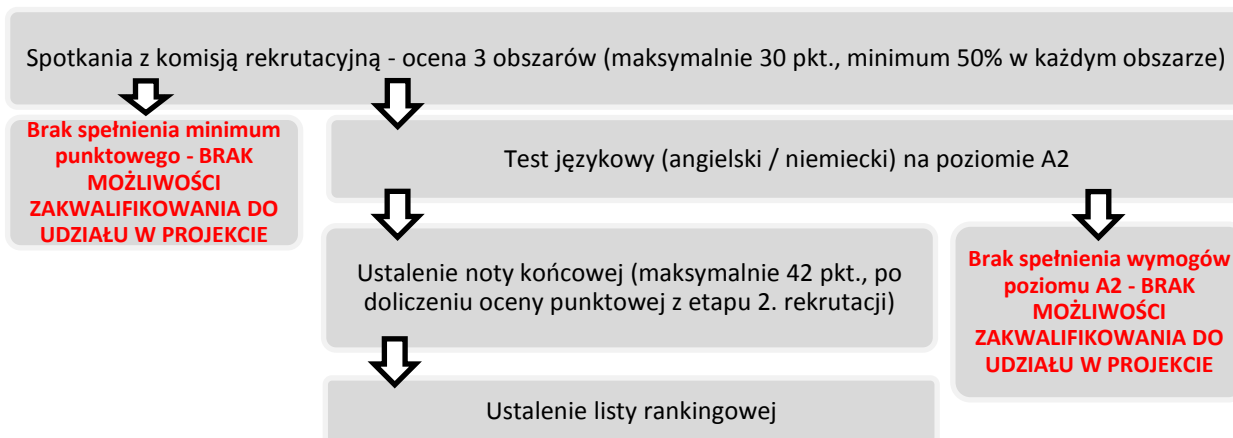 Spotkania z komisją rekrutacyjną - ocena 3 obszarów (maksymalnie 30 pkt., minimum 50% w każdym obszarze)
Brak spełnienia minimum
punktowego - BRAK
MOŻLIWOŚCI
ZAKWALIFIKOWANIA DO
UDZIAŁU W PROJEKCIE
Test językowy (angielski / niemiecki) na poziomie A2
Ustalenie noty końcowej (maksymalnie 42 pkt., po
doliczeniu oceny punktowej z etapu 2. rekrutacji)
Brak spełnienia wymogów
poziomu A2 - BRAK
MOŻLIWOŚCI
ZAKWALIFIKOWANIA DO
UDZIAŁU W PROJEKCIE
Ustalenie listy rankingowej